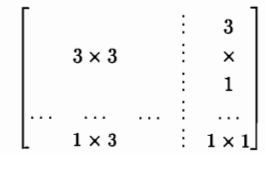 ⋮ 3
3 × 3 ⋮ ×
⋮ 1
... ... ... ⋮ ...
1 × 3 ⋮ 1 × 1